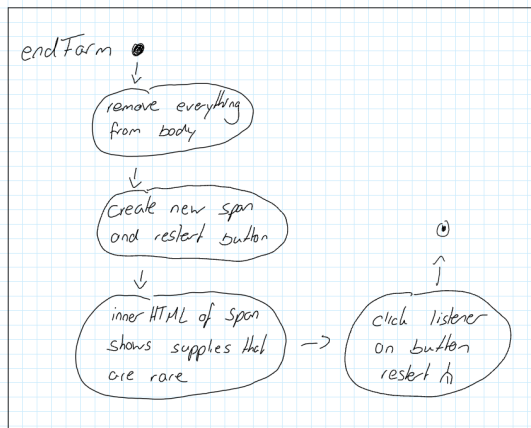 endFarm
remove everything
from body
create new span
and restart button
inner HTML of span
shows supplies that
are rare
click listener
on button
restart